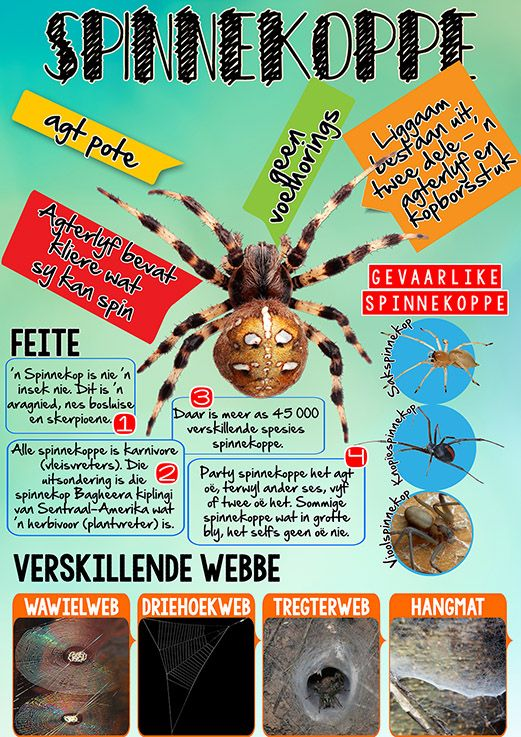 SPINNEKOPPE
agt pote
geen
voelhorings
Liggaam
bestaan uit,
twee dele – 'n
agterlyf en
kopborsstuk
Agterlyf bevat
kliere wat
sy kan spin
GEVAARLIKE
SPINNEKOPPE
Sakspinnekop
Knopiespinnekop
Vioolspinnekop
FEITE
'n Spinnekop is nie 'n
insek nie. Dit is 'n
aragnied, nes bosluise
en skerpioene.
1
Alle spinnekoppe is karnivore
(vleisvreters). Die
uitsondering is die
spinnekop Bagheera kiplingi
van Sentraal-Amerika wat
'n herbivoor (plantvreter) is.
2
3
Daar is meer as 45 000
verskillende spesies
spinnekoppe.
4
Party spinnekoppe het agt
oë, terwyl ander ses, vyf
of twee oë het. Sommige
spinnekoppe wat in grotte
bly, het selfs geen oë nie.
VERSKILLENDE WEBBE
WAWIELWEB
DRIEHOEKWEB
TREGTERWEB
HANGMAT